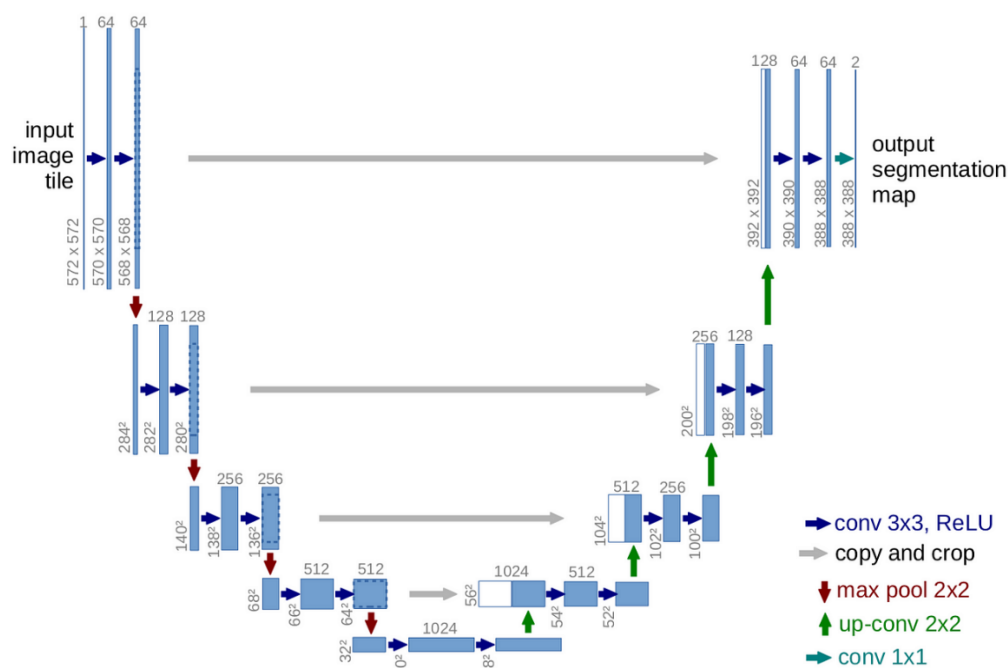 1 64 64
128 64 64 2
input
image
tile
output
segmentation
map
572 x 572
570 x 570
568 x 568
392 x 392
390 x 390
388 x 388
388 x 388
128 128
256 128
284²
282²
280²
200²
198²
196²
256 256
512 256
140²
138²
136²
104²
102²
100²
512 512
1024 512
68²
66²
64²
56²
54²
52²
1024
32²
0²
8²
conv 3x3, ReLU
copy and crop
max pool 2x2
up-conv 2x2
conv 1x1